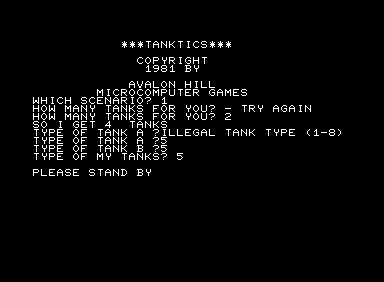 ***TANKTICS***
COPYRIGHT
1981 BY
AVALON HILL
MICROCOMPUTER GAMES
WHICH SCENARIO? 1
HOW MANY TANKS FOR YOU? - TRY AGAIN
HOW MANY TANKS FOR YOU? 2
SO I GET 4  TANKS
TYPE OF TANK A ?ILLEGAL TANK TYPE (1-8)
TYPE OF TANK A ?5
TYPE OF TANK B ?5
TYPE OF MY TANKS? 5
PLEASE STAND BY